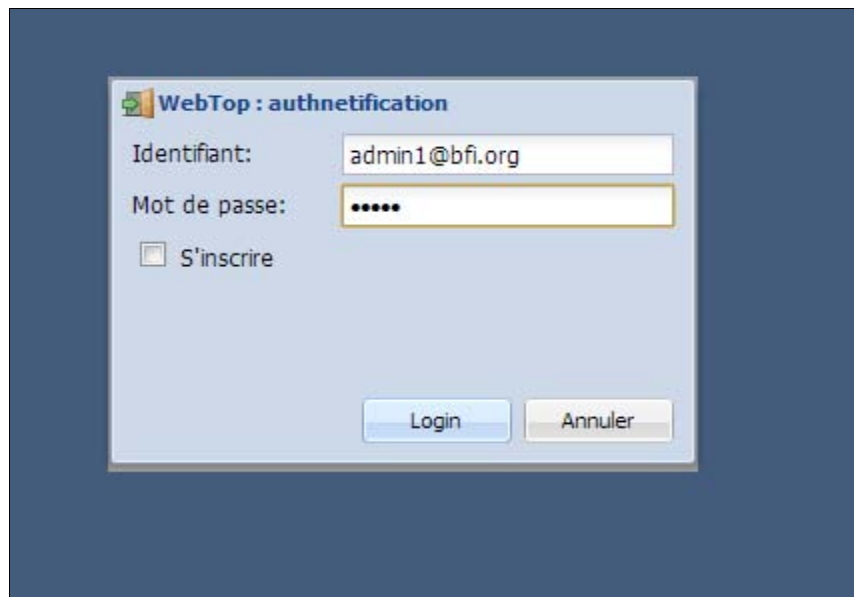 WebTop : authnetification
Identifiant: admin1@bfi.org
Mot de passe: •••••
S'inscrire
Login Annuler